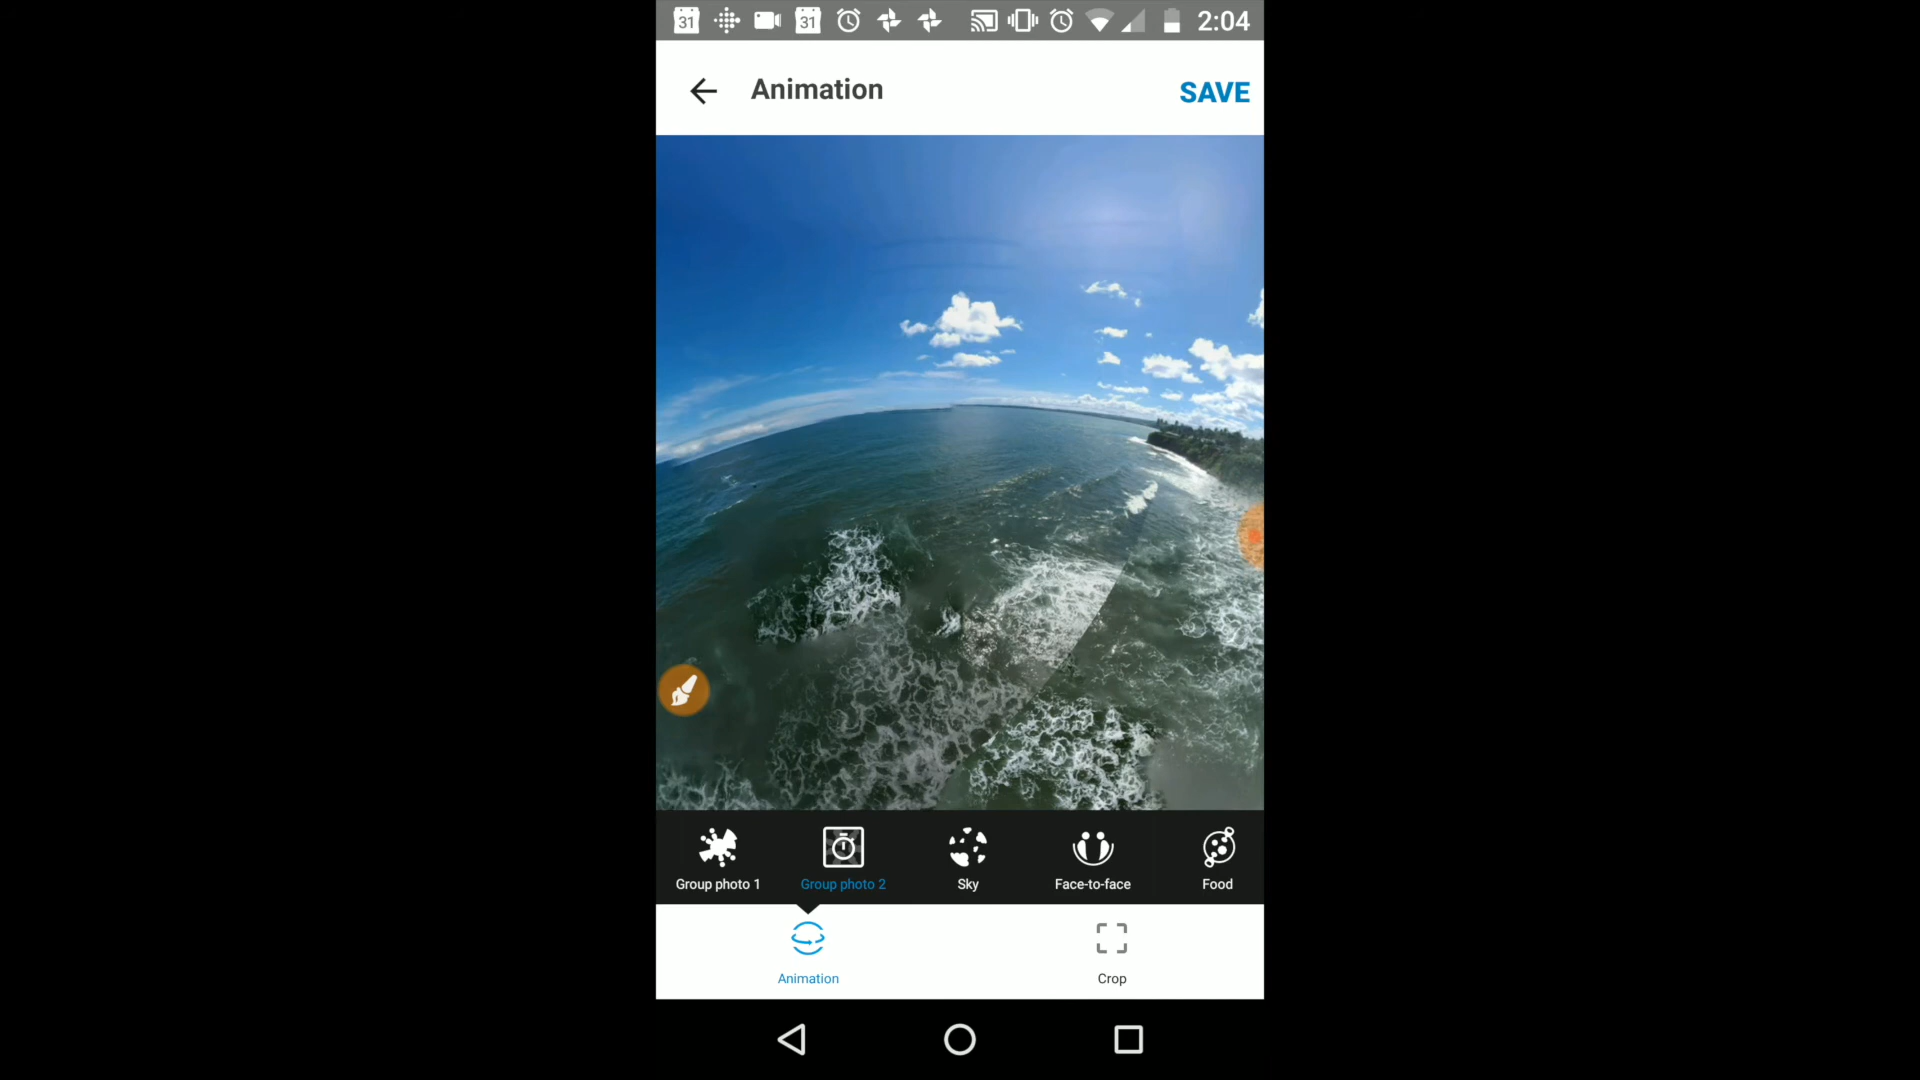 31 31 2:04
Animation SAVE
Group photo 1 Group photo 2 Sky Face-to-face Food
Animation Crop